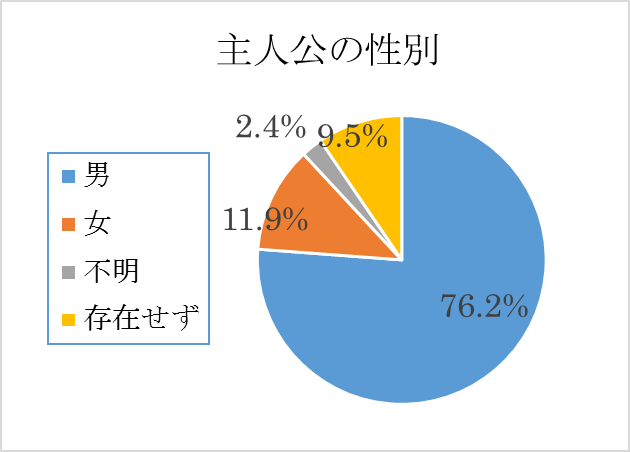 主人公の性別
2.4%
9.5%
男
女
11.9%
不明
76.2%
存在せず